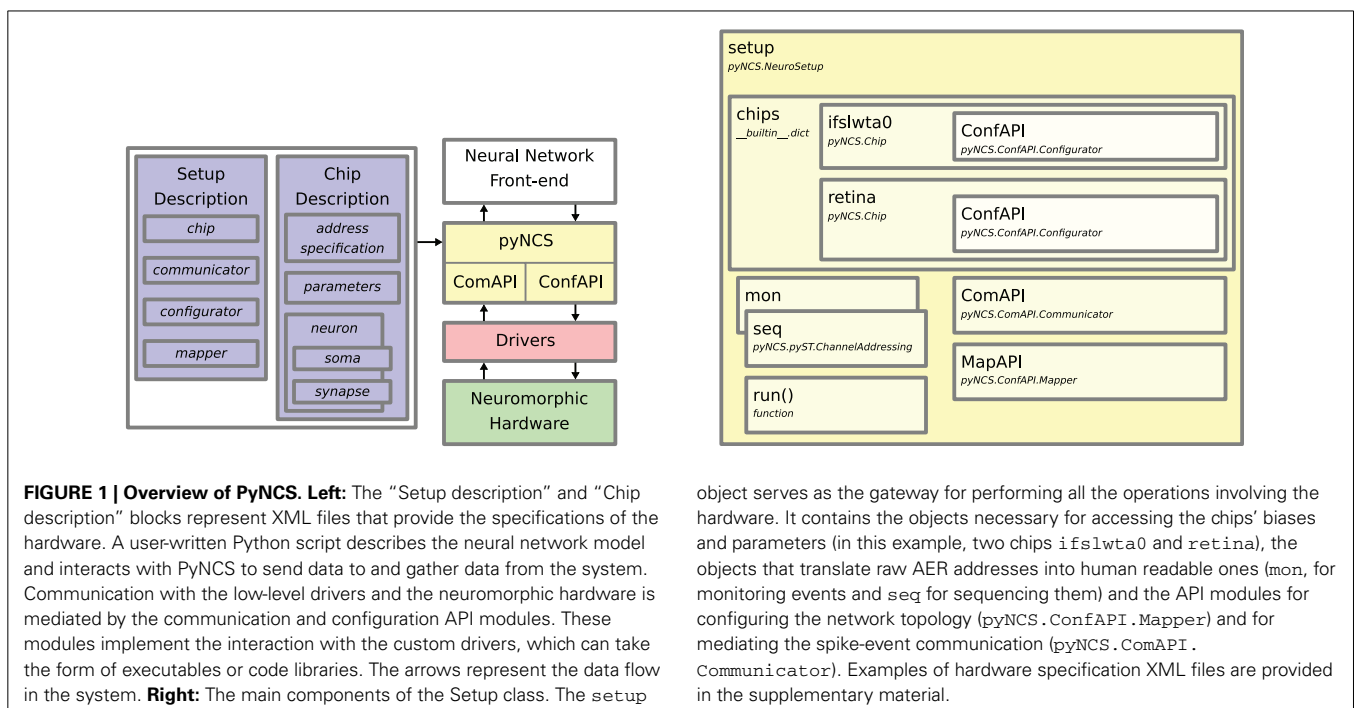 Setup
Description
chip
communicator
configurator
mapper
Chip
Description
address
specification
parameters
neuron
soma
synapse
Neural Network
Front-end
pyNCS
ComAPI
ConfAPI
Drivers
Neuromorphic
Hardware
setup
pyNCS.NeuroSetup
chips
__builtin__.dict
ifslwta0
pyNCS.Chip
ConfAPI
pyNCS.ConfAPI.Configurator
retina
pyNCS.Chip
ConfAPI
pyNCS.ConfAPI.Configurator
mon
seq
pyNCS.pyST.ChannelAddressing
run()
function
ComAPI
pyNCS.ComAPI.Communicator
MapAPI
pyNCS.ConfAPI.Mapper
FIGURE 1 | Overview of PyNCS. Left: The “Setup description” and “Chip
description” blocks represent XML files that provide the specifications of the
hardware. A user-written Python script describes the neural network model
and interacts with PyNCS to send data to and gather data from the system.
Communication with the low-level drivers and the neuromorphic hardware is
mediated by the communication and configuration API modules. These
modules implement the interaction with the custom drivers, which can take
the form of executables or code libraries. The arrows represent the data flow
in the system. Right: The main components of the Setup class. The setup
object serves as the gateway for performing all the operations involving the
hardware. It contains the objects necessary for accessing the chips’ biases
and parameters (in this example, two chips ifslwta0 and retina), the
objects that translate raw AER addresses into human readable ones (mon, for
monitoring events and seq for sequencing them) and the API modules for
configuring the network topology (pyNCS.ConfAPI.Mapper) and for
mediating the spike-event communication (pyNCS.ComAPI.
Communicator). Examples of hardware specification XML files are provided
in the supplementary material.